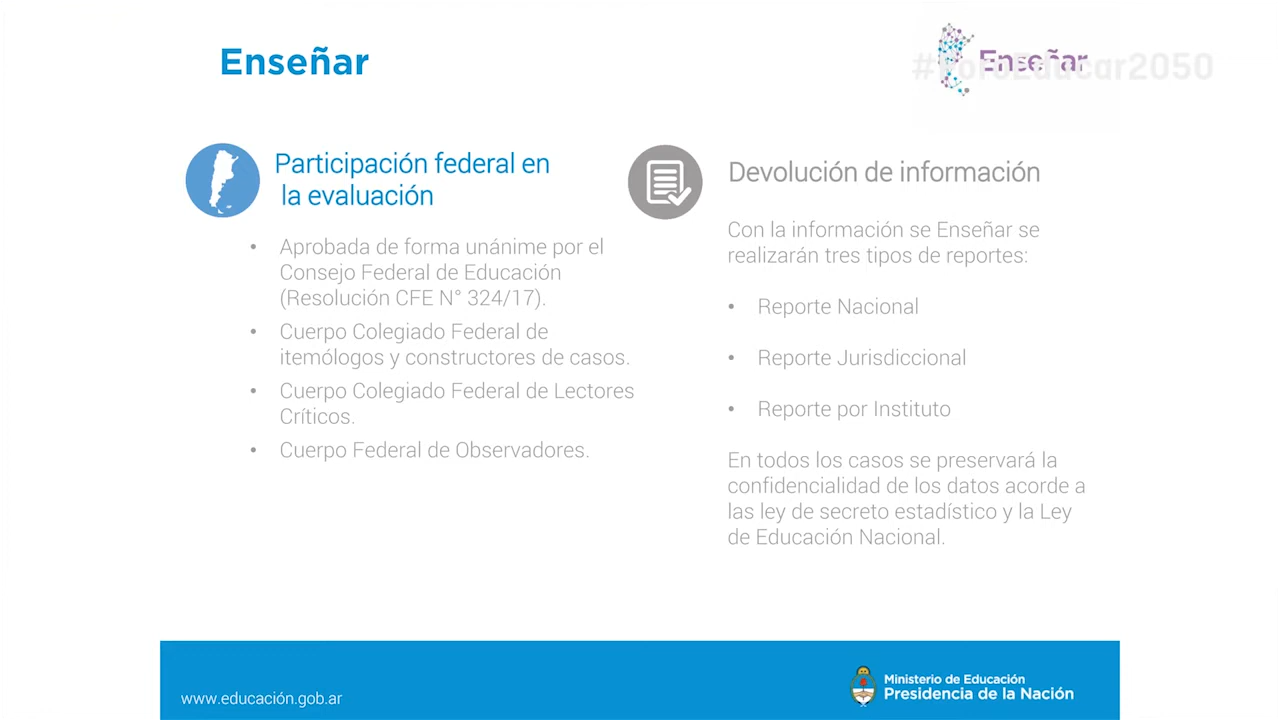 Enseñar
Enseñar
#ForoEducar2050
Participación federal en
la evaluación
• Aprobada de forma unánime por el
Consejo Federal de Educación
(Resolución CFE N° 324/17).
• Cuerpo Colegiado Federal de
itemólogos y constructores de casos.
• Cuerpo Colegiado Federal de Lectores
Críticos.
• Cuerpo Federal de Observadores.
Devolución de información
Con la información se Enseñar se
realizarán tres tipos de reportes:
• Reporte Nacional
• Reporte Jurisdiccional
• Reporte por Instituto
En todos los casos se preservará la
confidencialidad de los datos acorde a
las ley de secreto estadístico y la Ley
de Educación Nacional.
www.educación.gob.ar
Ministerio de Educación
Presidencia de la Nación